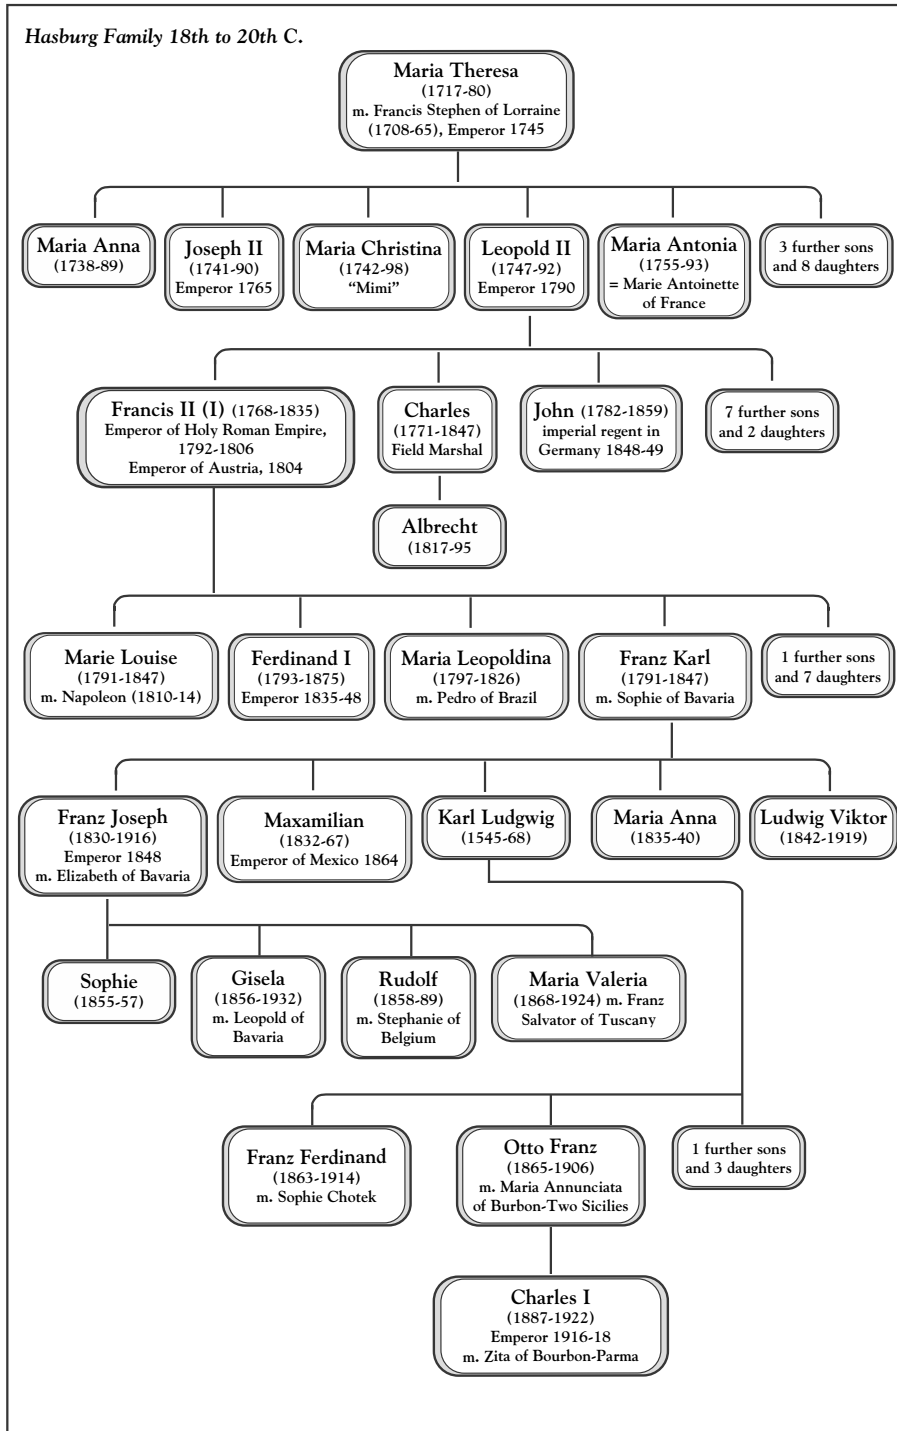 Hasburg Family 18th to 20th C.
Maria Theresa
(1717-80)
m. Francis Stephen of Lorraine
(1708-65), Emperor 1745
Maria Anna
(1738-89)
Joseph II
(1741-90)
Emperor 1765
Maria Christina
(1742-98)
“Mimi”
Leopold II
(1747-92)
Emperor 1790
Maria Antonia
(1755-93)
= Marie Antoinette
of France
3 further sons
and 8 daughters
Francis II (I) (1768-1835)
Emperor of Holy Roman Empire,
1792-1806
Emperor of Austria, 1804
Charles
(1771-1847)
Field Marshal
John (1782-1859)
imperial regent in
Germany 1848-49
7 further sons
and 2 daughters
Albrecht
(1817-95
Marie Louise
(1791-1847)
m. Napoleon (1810-14)
Ferdinand I
(1793-1875)
Emperor 1835-48
Maria Leopoldina
(1797-1826)
m. Pedro of Brazil
Franz Karl
(1791-1847)
m. Sophie of Bavaria
1 further sons
and 7 daughters
Franz Joseph
(1830-1916)
Emperor 1848
m. Elizabeth of Bavaria
Maxamilian
(1832-67)
Emperor of Mexico 1864
Karl Ludgwig
(1545-68)
Maria Anna
(1835-40)
Ludwig Viktor
(1842-1919)
Sophie
(1855-57)
Gisela
(1856-1932)
m. Leopold of
Bavaria
Rudolf
(1858-89)
m. Stephanie of
Belgium
Maria Valeria
(1868-1924) m. Franz
Salvator of Tuscany
Franz Ferdinand
(1863-1914)
m. Sophie Chotek
Otto Franz
(1865-1906)
m. Maria Annunciata
of Burbon-Two Sicilies
1 further sons
and 3 daughters
Charles I
(1887-1922)
Emperor 1916-18
m. Zita of Bourbon-Parma